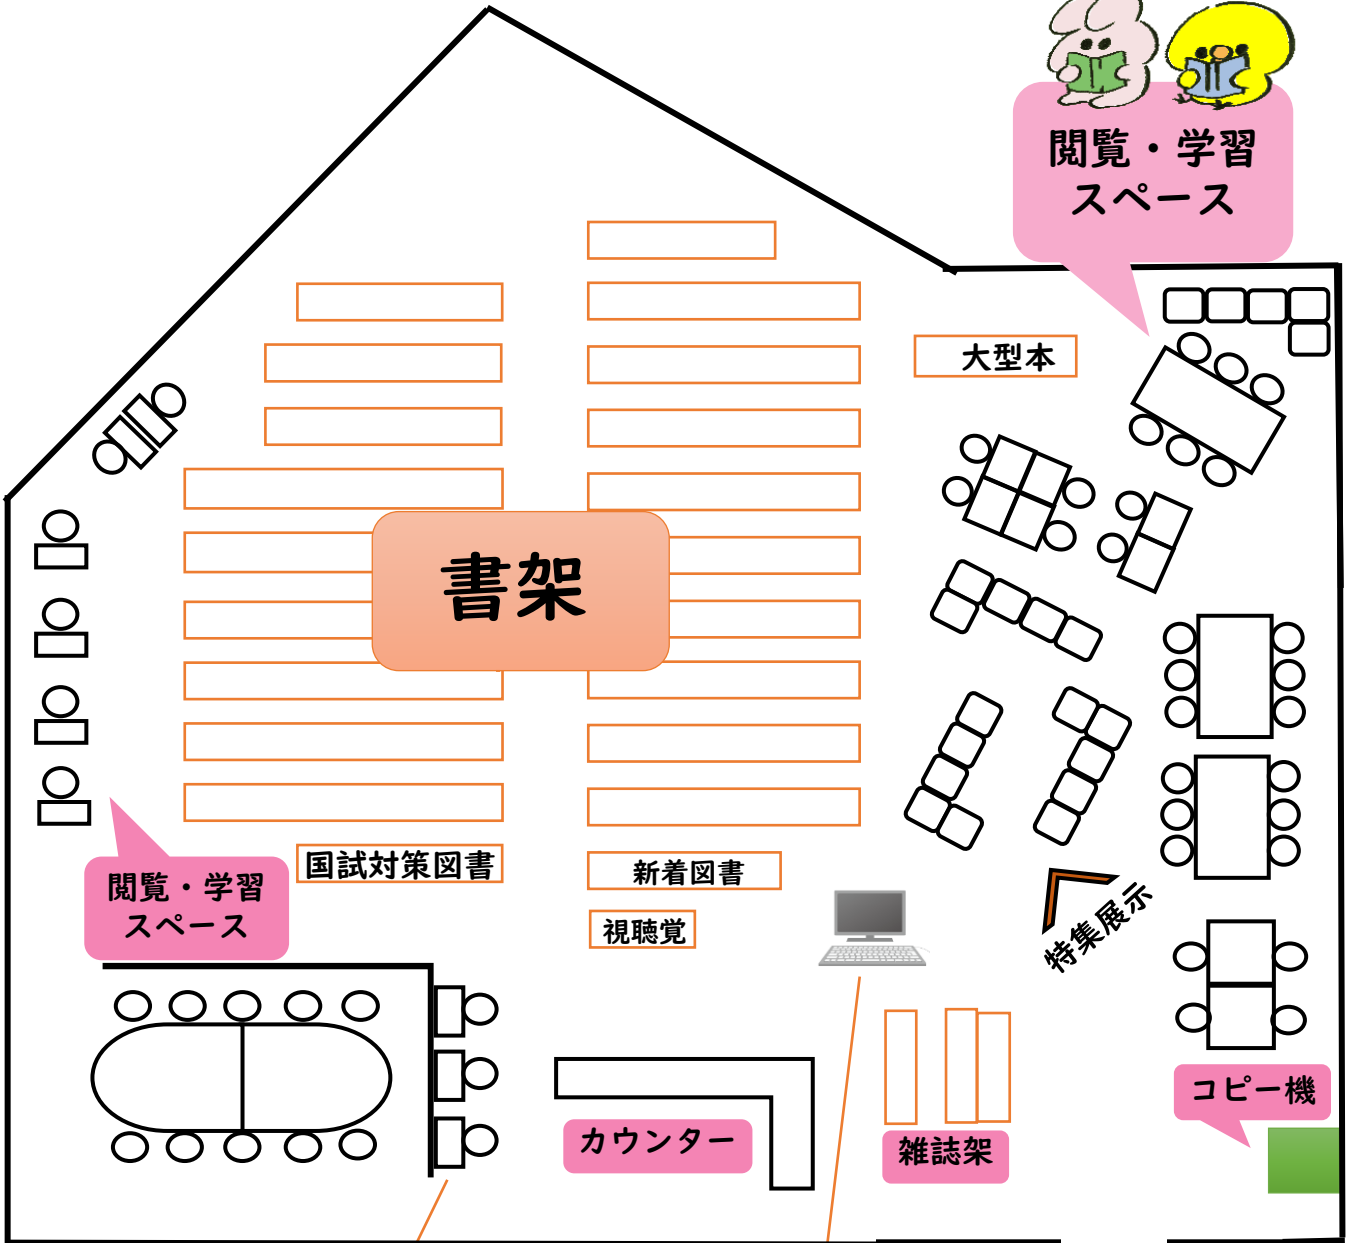 閲覧・学習
スペース
大型本
書架
国試対策図書
新着図書
閲覧・学習
スペース
視聴覚
特集展示
コピー機
カウンター
雑誌架